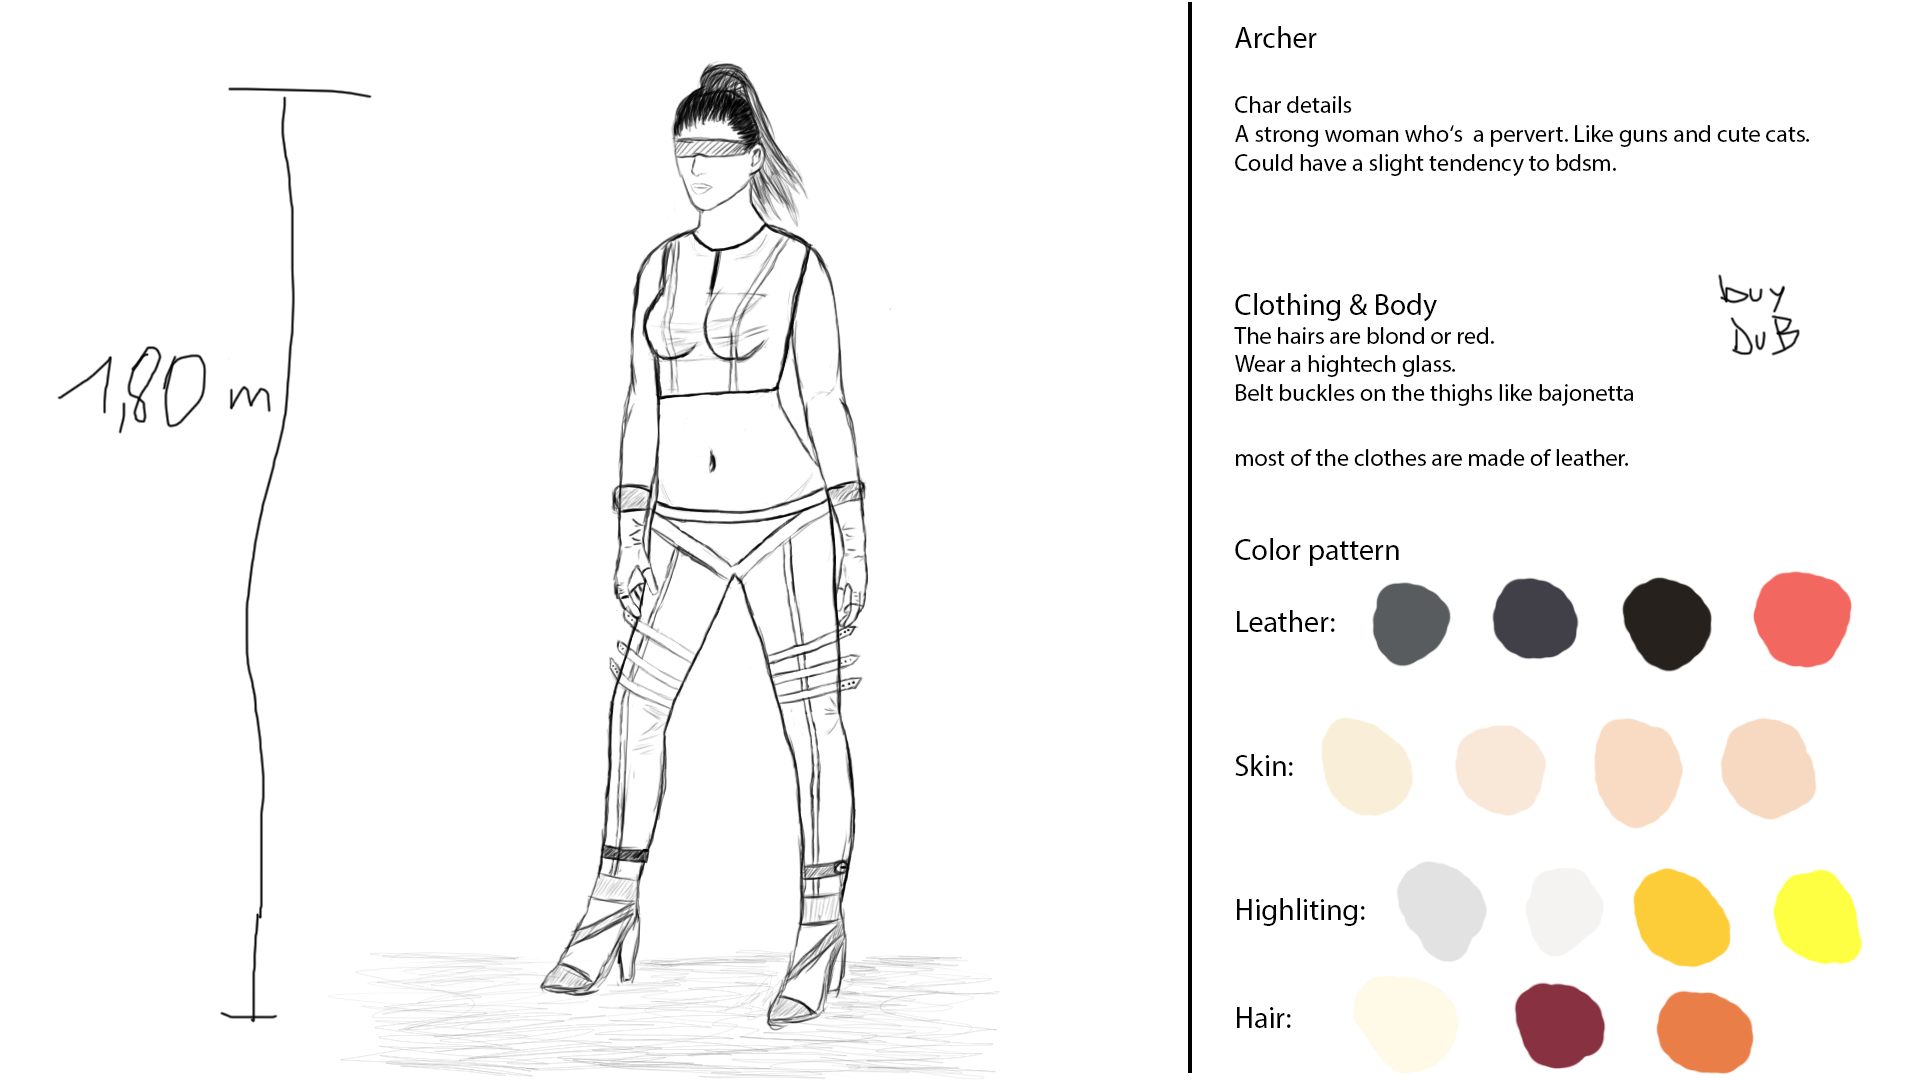 1,80 m
Archer
Char details
A strong woman who's  a pervert. Like guns and cute cats.
Could have a slight tendency to bdsm.
Clothing & Body
The hairs are blond or red.
Wear a hightech glass.
Belt buckles on the thighs like bajonetta
most of the clothes are made of leather.
buy
DuB
Color pattern
Leather:
Skin:
Highliting:
Hair: